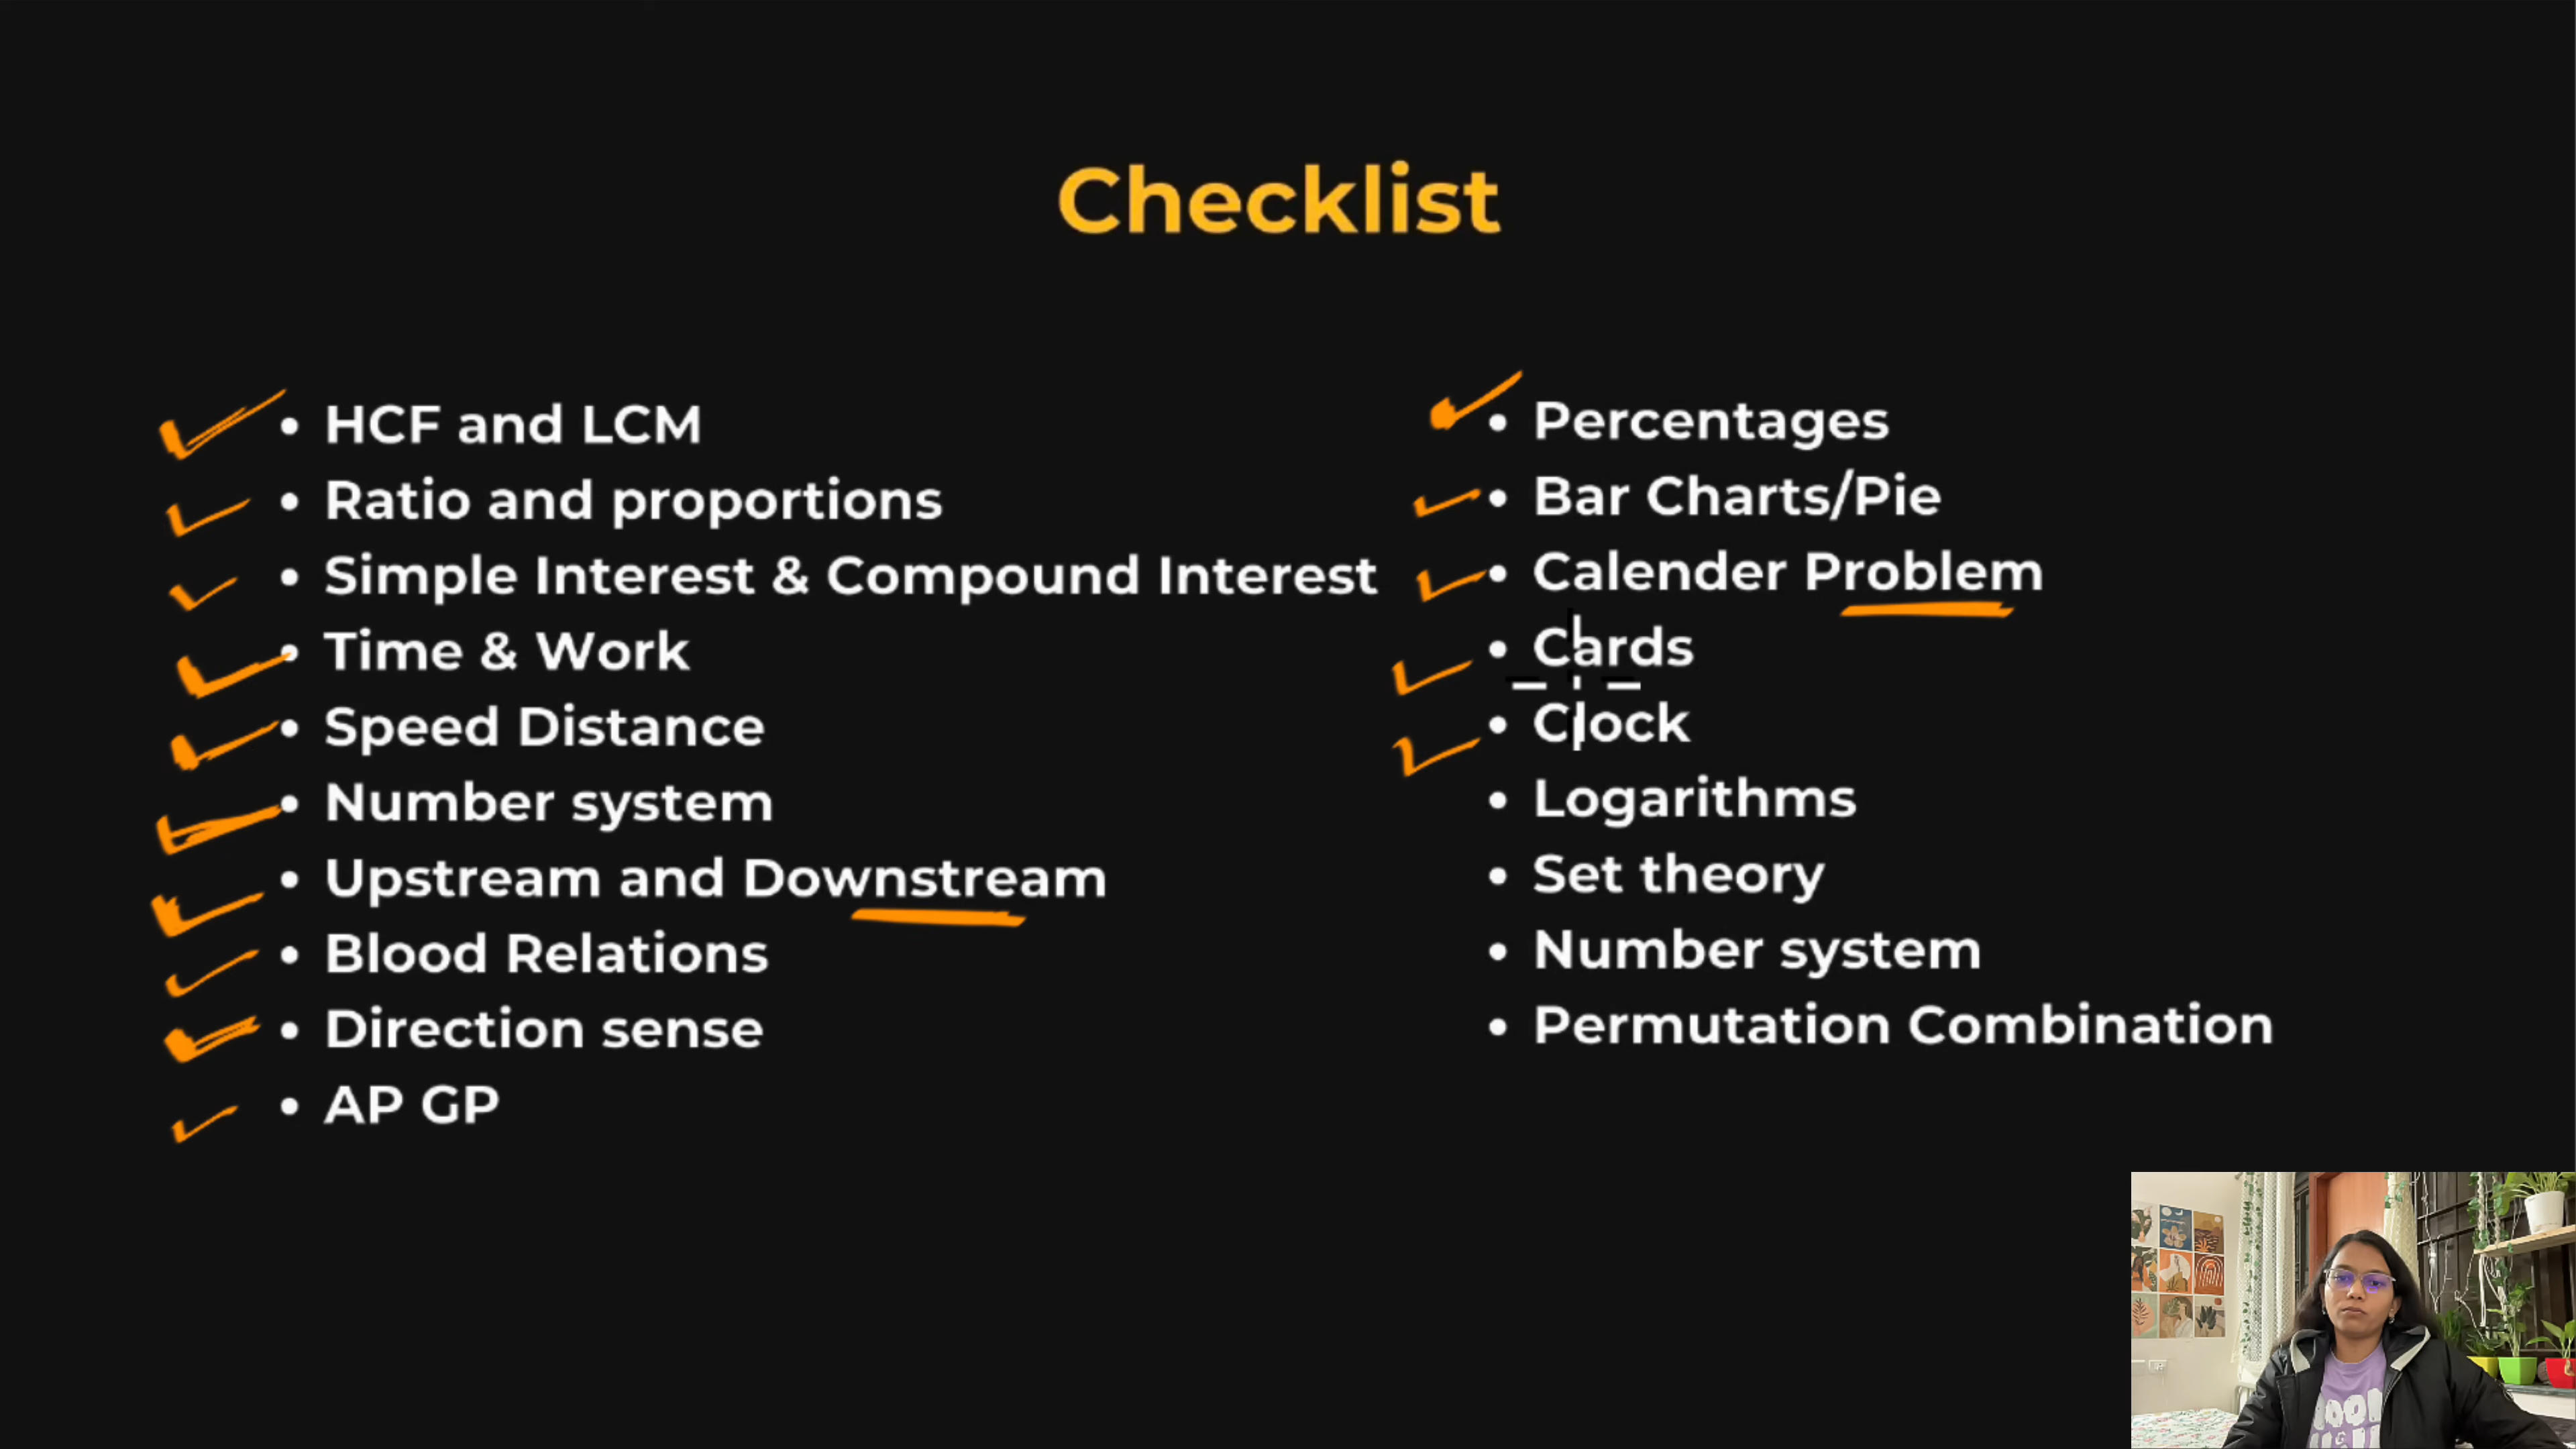 Checklist
• HCF and LCM
• Ratio and proportions
• Simple Interest & Compound Interest
• Time & Work
• Speed Distance
• Number system
• Upstream and Downstream
• Blood Relations
• Direction sense
• AP GP
• Percentages
• Bar Charts/Pie
• Calender Problem
• Cards
• Clock
• Logarithms
• Set theory
• Number system
• Permutation Combination